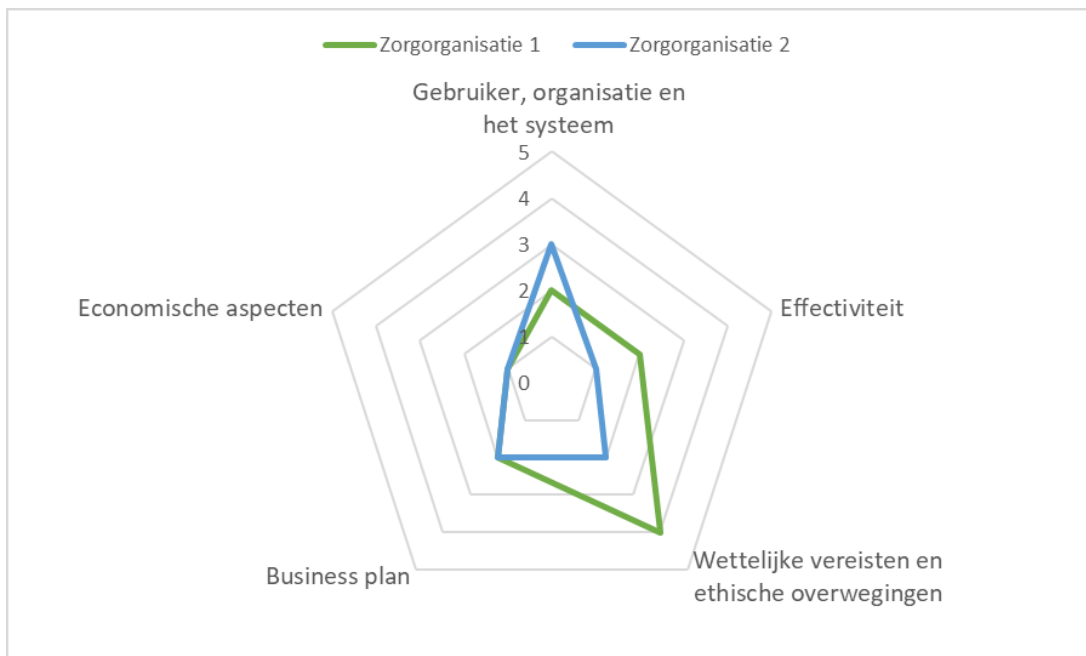 Zorgorganisatie 1 Zorgorganisatie 2
Gebruiker, organisatie en
het systeem
5
4
3
2
1
0
Effectiviteit
Wettelijke vereisten en
ethische overwegingen
Business plan
Economische aspecten